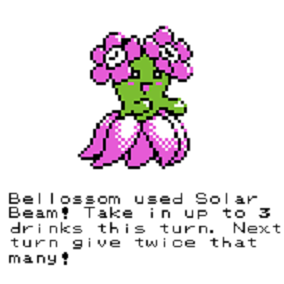 Bellossom used Solar
Beam! Take in up to 3
drinks this turn. Next
turn give twice that
many!